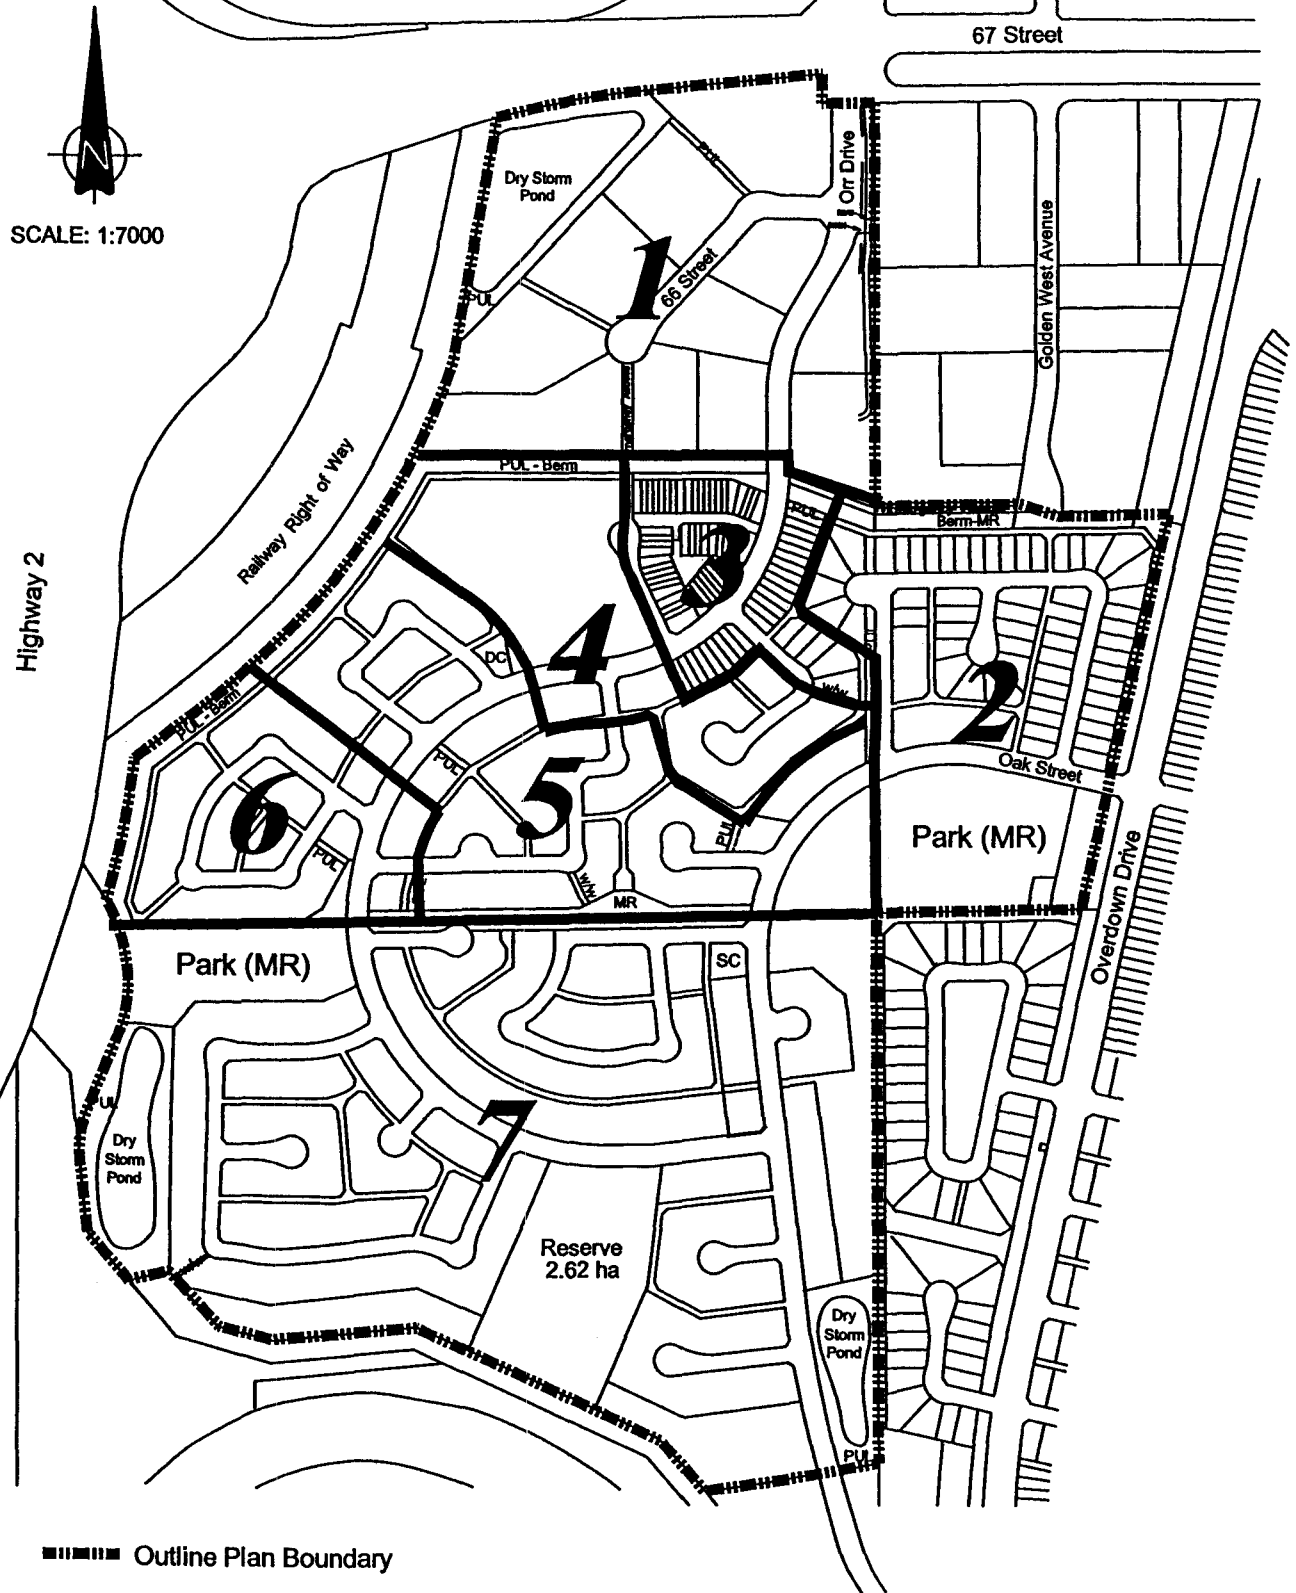 67 Street
N
SCALE: 1:7000
Orr Drive
PUL
Dry Storm
Pond
Golden West Avenue
1
66 Street
PUL
Railway Right of Way
PUL - Berm
PUL
Berm-MR
3
Highway 2
4
DC
PUL
2
W/W
PUL - Berm
Oak Street
PUL
5
6
PUL
PUL
Park (MR)
Overdown Drive
W/W
MR
Park (MR)
SC
PUL
7
Dry
Storm
Pond
Reserve
2.62 ha
Dry
Storm
Pond
PUL
Outline Plan Boundary